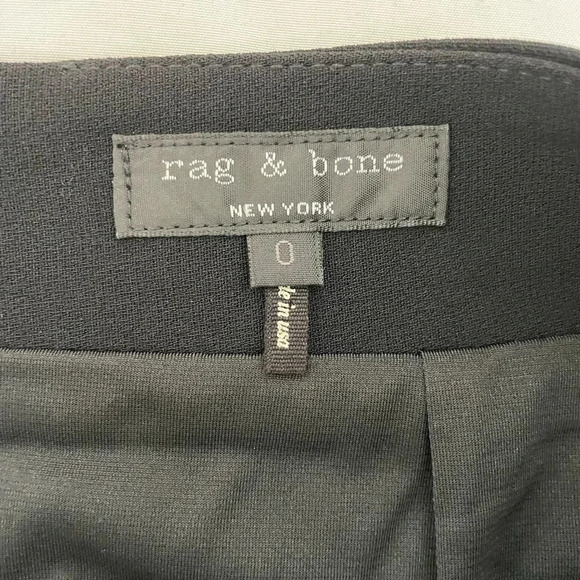 rag & bone
NEW YORK
0
in usa